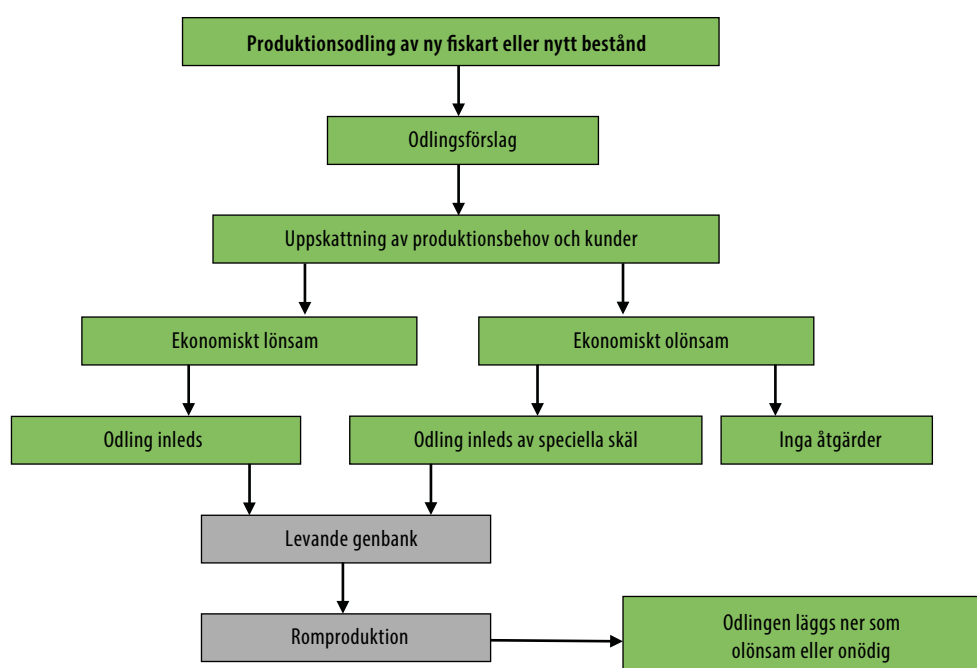 Produktionsodling av ny fiskart eller nytt bestånd
Odlingsförslag
Uppskattning av produktionsbehov och kunder
Ekonomiskt lönsam
Ekonomiskt olönsam
Odling inleds
Odling inleds av speciella skäl
Inga åtgärder
Levande genbank
Romproduktion
Odlingen läggs ner som
olönsam eller onödig